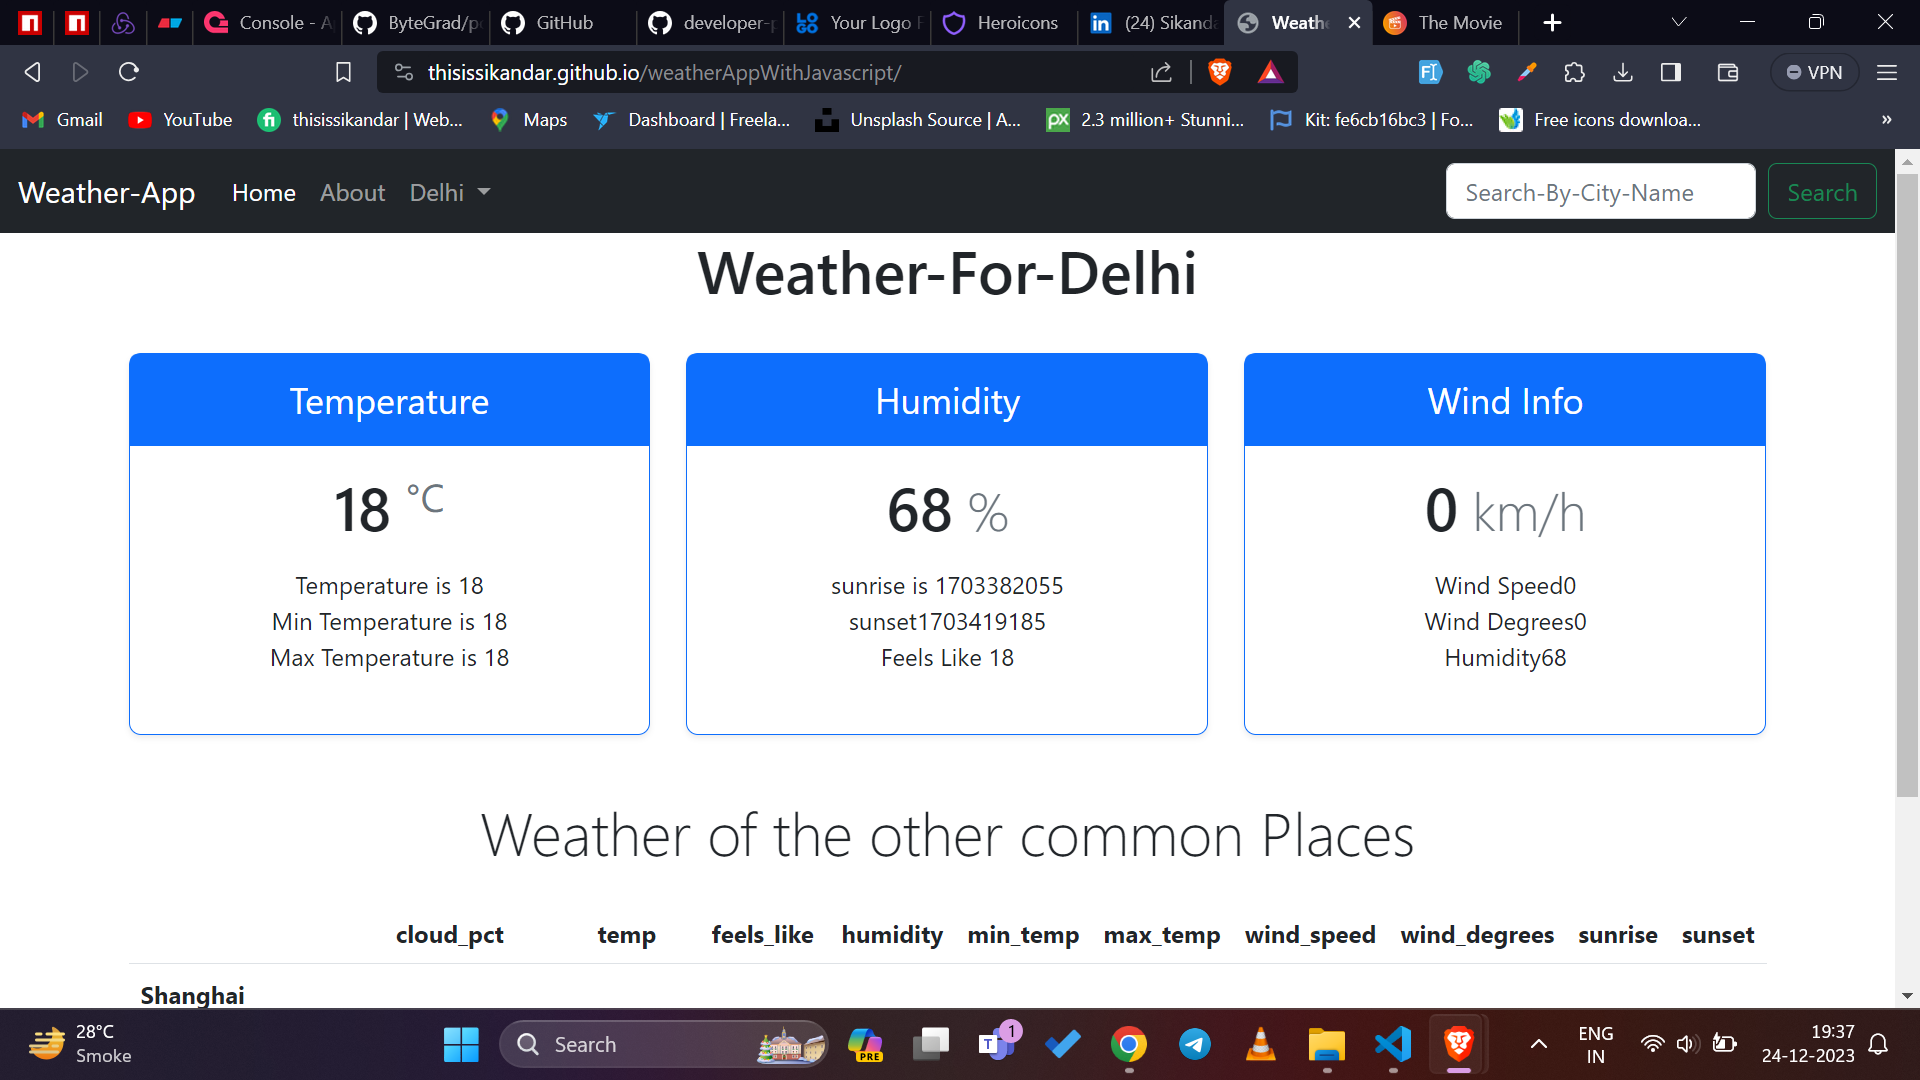 Console - A
ByteGrad/p
GitHub
developer-p
Your Logo F
Heroicons
(24) Sikanda
Weathe
The Movie
thisissikandar.github.io/weatherAppWithJavascript/
VPN
Gmail
YouTube
thisissikandar | Web...
Maps
Dashboard | Freela...
Unsplash Source | A...
2.3 million+ Stunni...
Kit: fe6cb16bc3 | Fo...
Free icons downloa...
»
Weather-App
Home
About
Delhi
Search-By-City-Name
Search
Weather-For-Delhi
Temperature
18 °C
Temperature is 18
Min Temperature is 18
Max Temperature is 18
Humidity
68 %
sunrise is 1703382055
sunset1703419185
Feels Like 18
Wind Info
0 km/h
Wind Speed0
Wind Degrees0
Humidity68
Weather of the other common Places
cloud_pct temp feels_like humidity min_temp max_temp wind_speed wind_degrees sunrise sunset
Shanghai
28°C
Smoke
Search
PRE
T
1
ENG
IN
19:37
24-12-2023